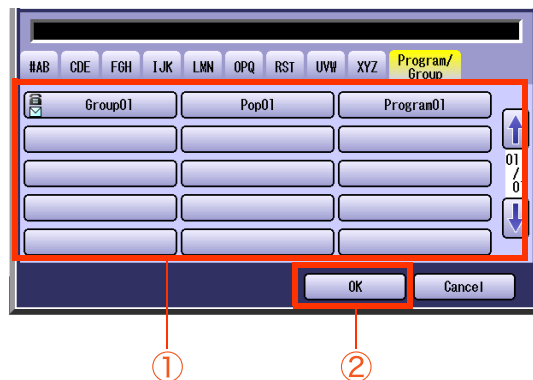 #AB CDE FGH IJK LMN OPQ RST UVW XYZ Program/
Group
Group01 Pop01 Program01
01
/
01
OK Cancel
① ②